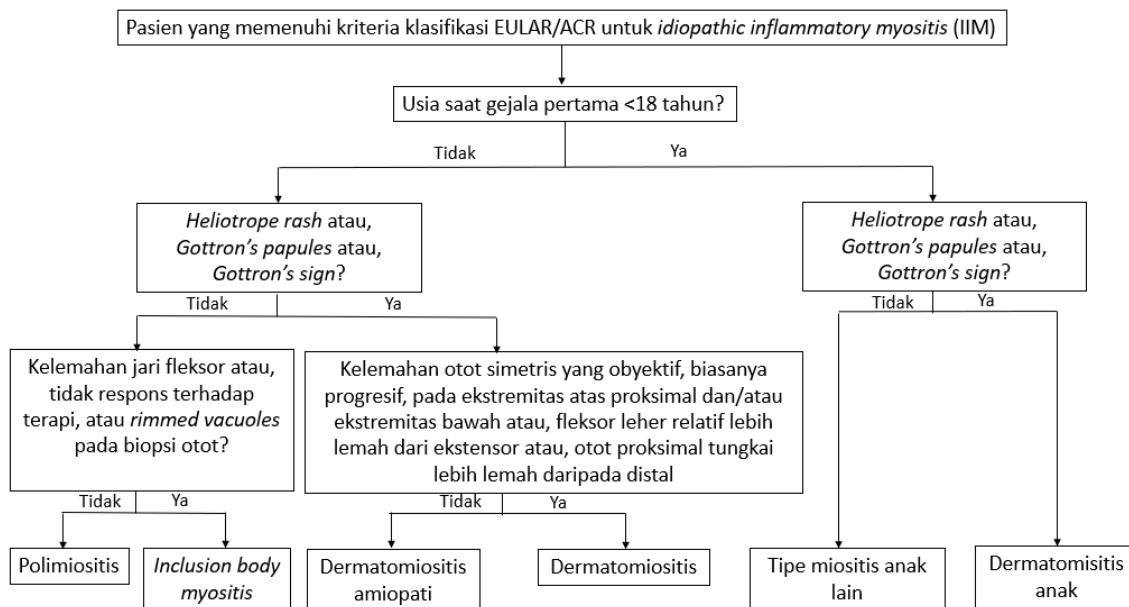 Pasien yang memenuhi kriteria klasifikasi EULAR/ACR untuk idiopathic inflammatory myositis (IIM)
Usia saat gejala pertama <18 tahun?
Tidak
Ya
Heliotrope rash atau,
Gottron's papules atau,
Gottron's sign?
Heliotrope rash atau,
Gottron's papules atau,
Gottron's sign?
Tidak
Ya
Tidak
Ya
Kelemahan jari fleksor atau,
tidak respons terhadap
terapi, atau rimmed vacuoles
pada biopsi otot?
Kelemahan otot simetris yang obyektif, biasanya
progresif, pada ekstremitas atas proksimal dan/atau
ekstremitas bawah atau, fleksor leher relatif lebih
lemah dari ekstensor atau, otot proksimal tungkai
lebih lemah daripada distal
Tidak
Ya
Tidak
Ya
Polimiositis
Inclusion body
myositis
Dermatomiositis
amiopati
Dermatomiositis
Tipe miositis anak
lain
Dermatomisitis
anak